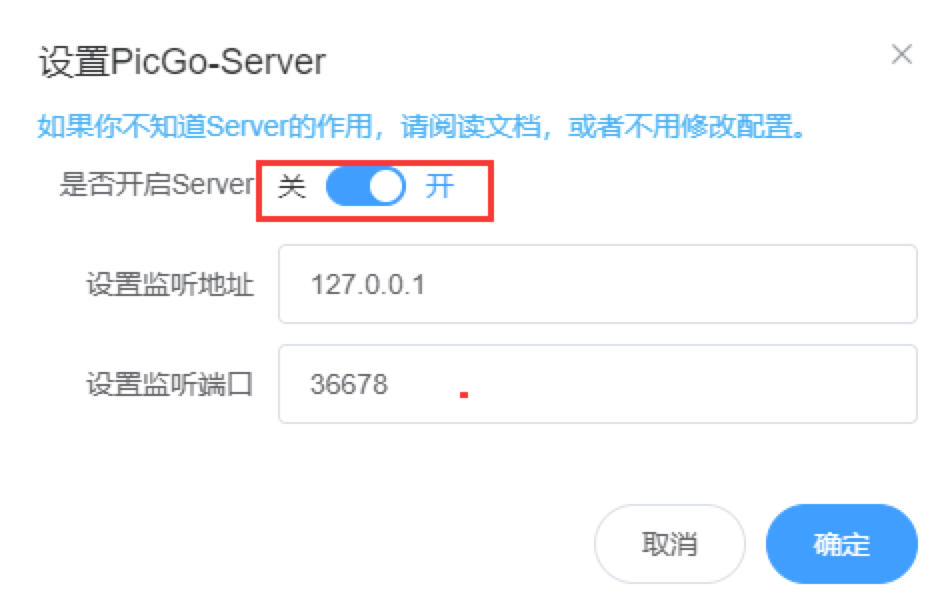 设置PicGo-Server
如果你不知道Server的作用，请阅读文档，或者不用修改配置。
是否开启Server 关 开
设置监听地址 127.0.0.1
设置监听端口 36678
取消 确定